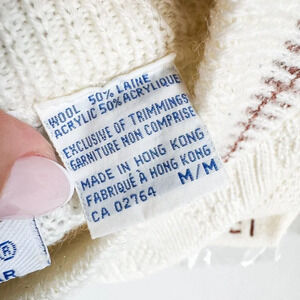 WOOL 50% LAINE
ACRYLIC 50% ACRYLIQUE
EXCLUSIVE OF TRIMMINGS
GARNITURE NON COMPRISE
MADE IN HONG KONG
FABRIQUÉ À HONG KONG
CA 02764 M/M
®